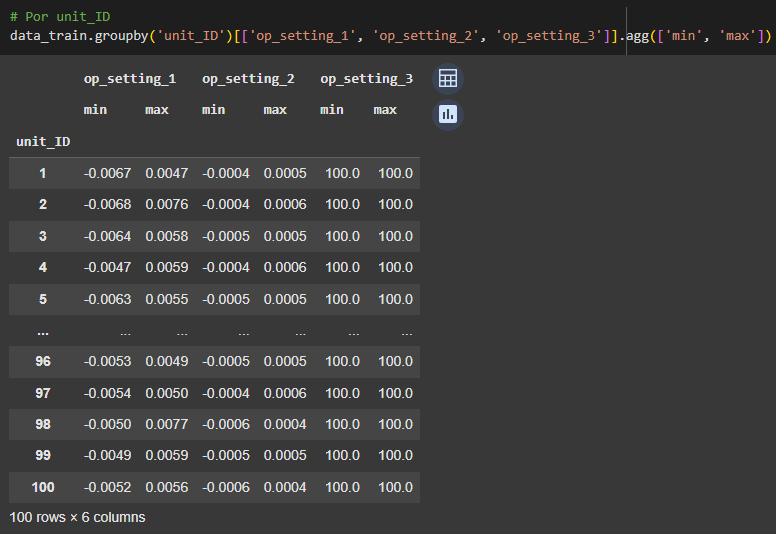 # Por unit_ID
data_train.groupby('unit_ID')[['op_setting_1', 'op_setting_2', 'op_setting_3']].agg(['min', 'max'])
op_setting_1 op_setting_2 op_setting_3
min max min max min max
unit_ID
1 -0.0067 0.0047 -0.0004 0.0005 100.0 100.0
2 -0.0068 0.0076 -0.0004 0.0006 100.0 100.0
3 -0.0064 0.0058 -0.0005 0.0005 100.0 100.0
4 -0.0047 0.0059 -0.0004 0.0006 100.0 100.0
5 -0.0063 0.0055 -0.0005 0.0005 100.0 100.0
... ... ... ... ... ... ...
96 -0.0053 0.0049 -0.0005 0.0005 100.0 100.0
97 -0.0054 0.0050 -0.0004 0.0006 100.0 100.0
98 -0.0050 0.0077 -0.0006 0.0004 100.0 100.0
99 -0.0049 0.0059 -0.0005 0.0005 100.0 100.0
100 -0.0052 0.0056 -0.0006 0.0004 100.0 100.0
100 rows × 6 columns